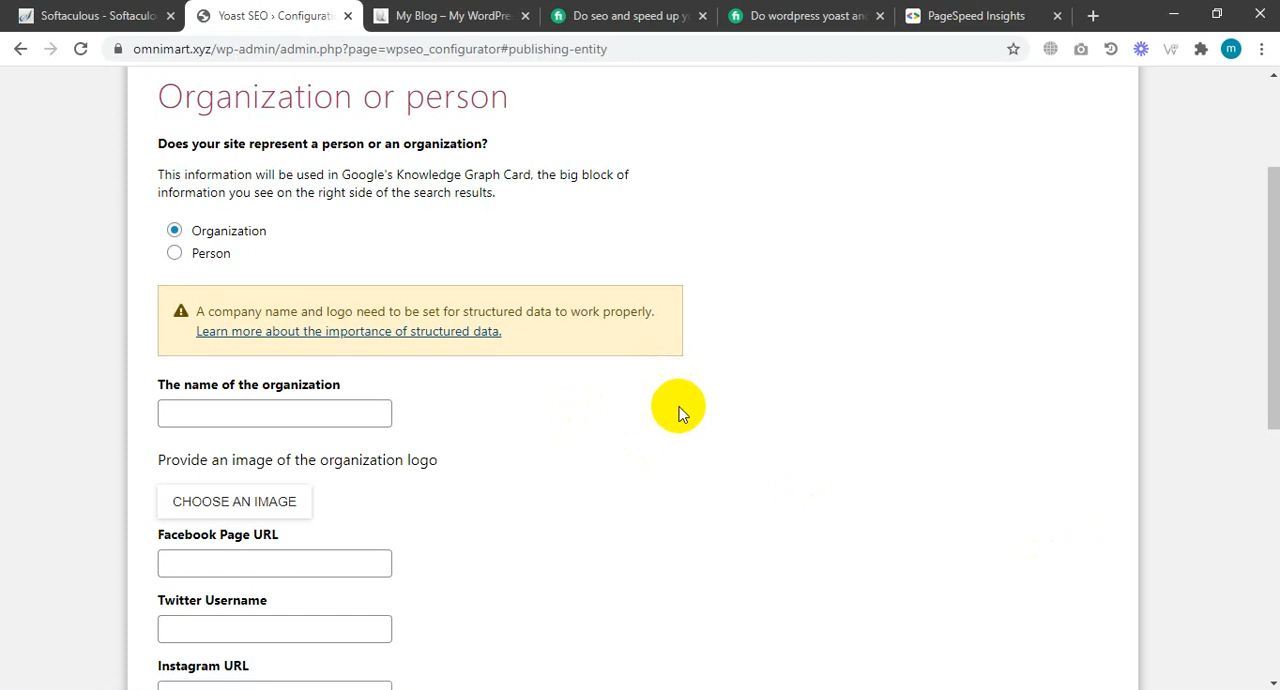 Softaculous - Softaculo
Yoast SEO › Configurati
My Blog – My WordPre
Do seo and speed up y
Do wordpress yoast an
PageSpeed Insights
omnimart.xyz/wp-admin/admin.php?page=wpseo_configurator#publishing-entity
m
Organization or person
Does your site represent a person or an organization?
This information will be used in Google's Knowledge Graph Card, the big block of
information you see on the right side of the search results.
Organization
Person
A company name and logo need to be set for structured data to work properly.
Learn more about the importance of structured data.
The name of the organization
Provide an image of the organization logo
CHOOSE AN IMAGE
Facebook Page URL
Twitter Username
Instagram URL